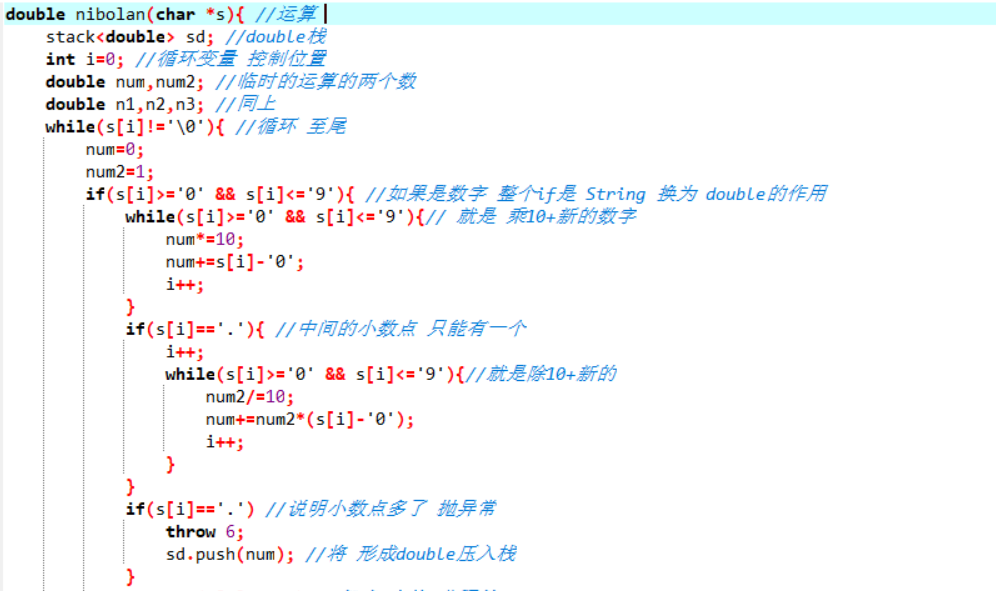 double nibolan(char *s){ //运算
stack<double> sd; //double栈
int i=0; //循环变量 控制位置
double num,num2; //临时的运算的两个数
double n1,n2,n3; //同上
while(s[i]!='\0'){ //循环 至尾
num=0;
num2=1;
if(s[i]>='0' && s[i]<='9'){ //如果是数字 整个if是 String 换为 double的作用
while(s[i]>='0' && s[i]<='9'){// 就是 乘10+新的数字
num*=10;
num+=s[i]-'0';
i++;
}
if(s[i]=='.'){ //中间的小数点 只能有一个
i++;
while(s[i]>='0' && s[i]<='9'){//就是除10+新的
num2/=10;
num+=num2*(s[i]-'0');
i++;
}
}
if(s[i]=='.') //说明小数点多了 抛异常
throw 6;
sd.push(num); //将 形成double压入栈
}